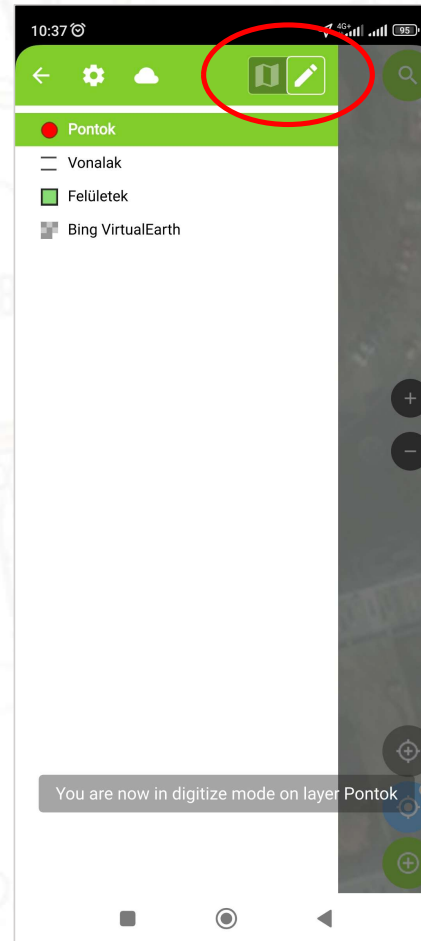 10:37
4G+
95
Pontok
Vonalak
Felületek
Bing VirtualEarth
You are now in digitize mode on layer Pontok